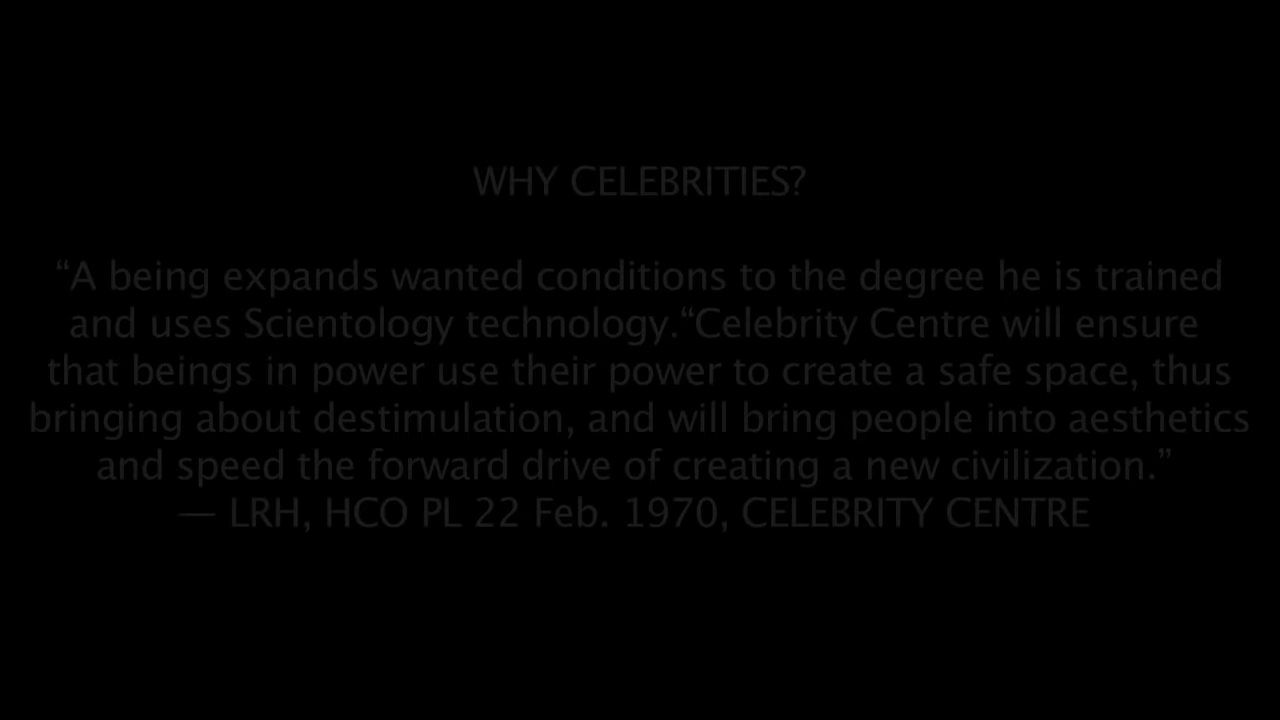 WHY CELEBRITIES?
“A being expands wanted conditions to the degree he is trained
and uses Scientology technology.“Celebrity Centre will ensure
that beings in power use their power to create a safe space, thus
bringing about destimulation, and will bring people into aesthetics
and speed the forward drive of creating a new civilization.”
— LRH, HCO PL 22 Feb. 1970, CELEBRITY CENTRE